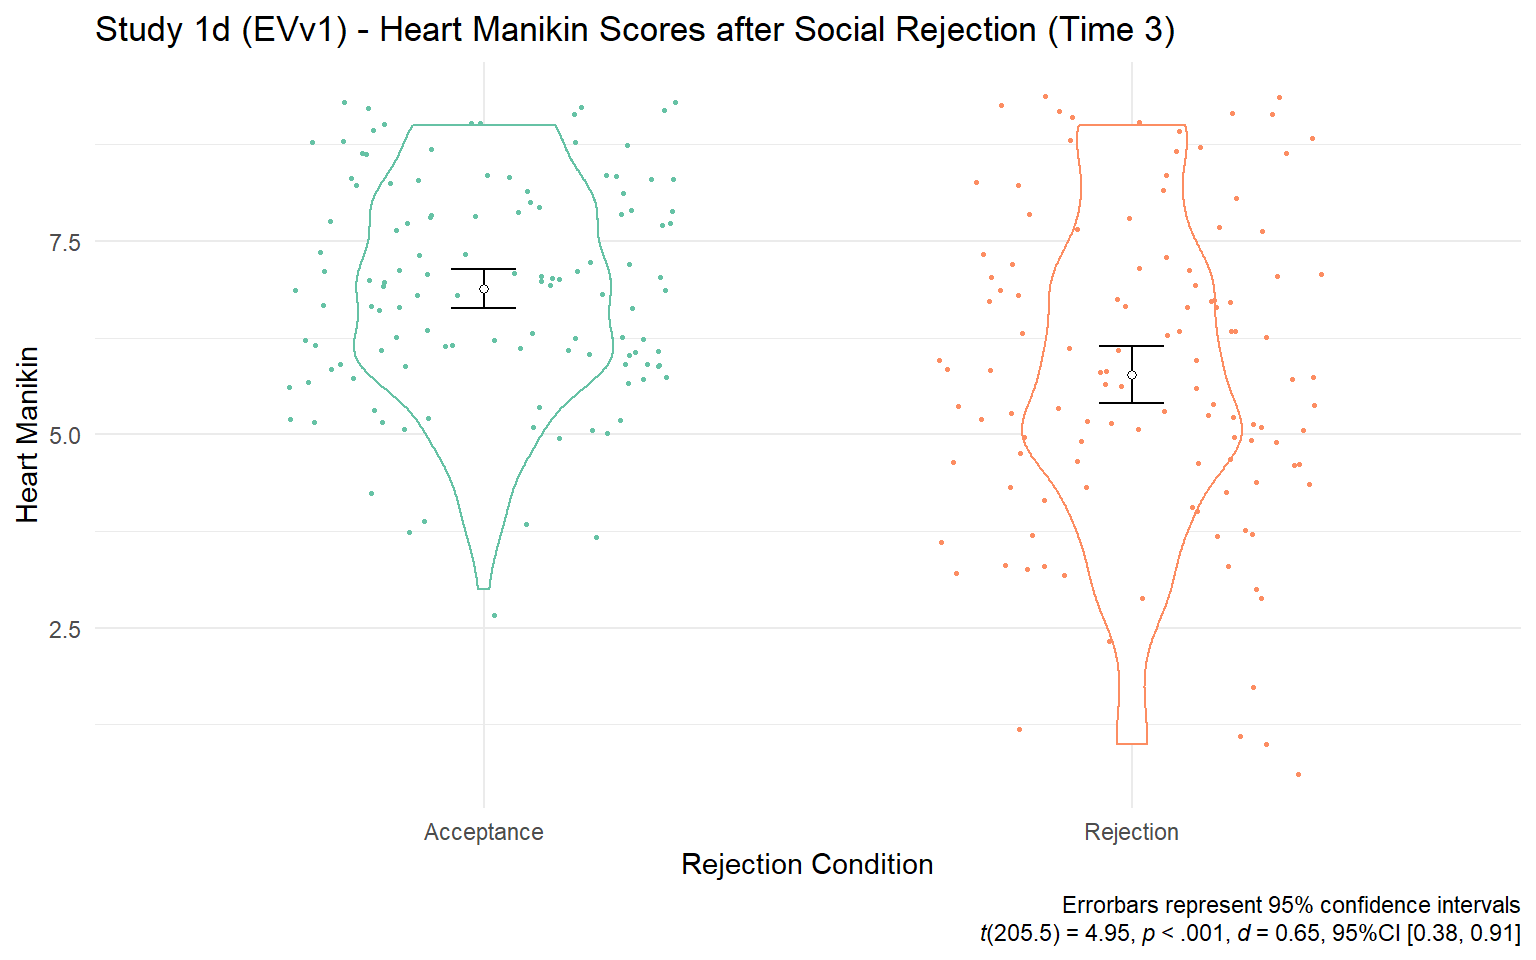 Study 1d (EVv1) - Heart Manikin Scores after Social Rejection (Time 3)
Heart Manikin
7.5
5.0
2.5
Acceptance
Rejection
Rejection Condition
Errorbars represent 95% confidence intervals
t(205.5) = 4.95, p < .001, d = 0.65, 95%CI [0.38, 0.91]